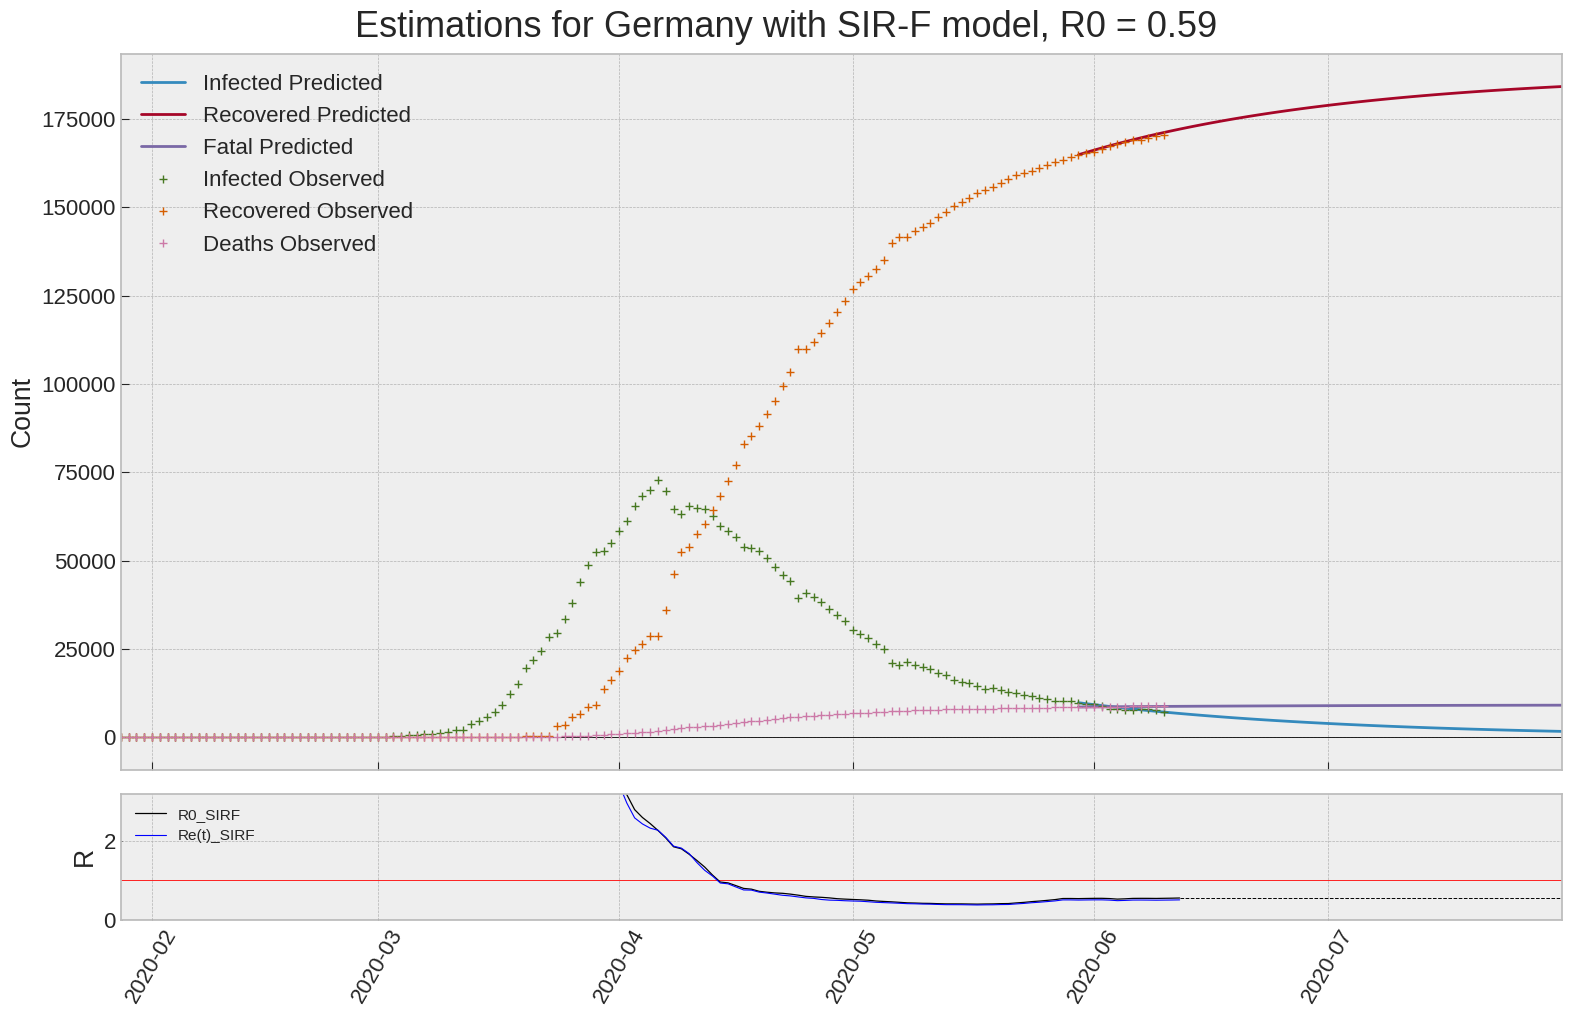 Estimations for Germany with SIR-F model, R0 = 0.59
Infected Predicted
Recovered Predicted
Fatal Predicted
Infected Observed
Recovered Observed
Deaths Observed
175000
150000
125000
100000
75000
50000
25000
0
Count
R0_SIRF
Re(t)_SIRF
2
0
R
2020-02
2020-03
2020-04
2020-05
2020-06
2020-07